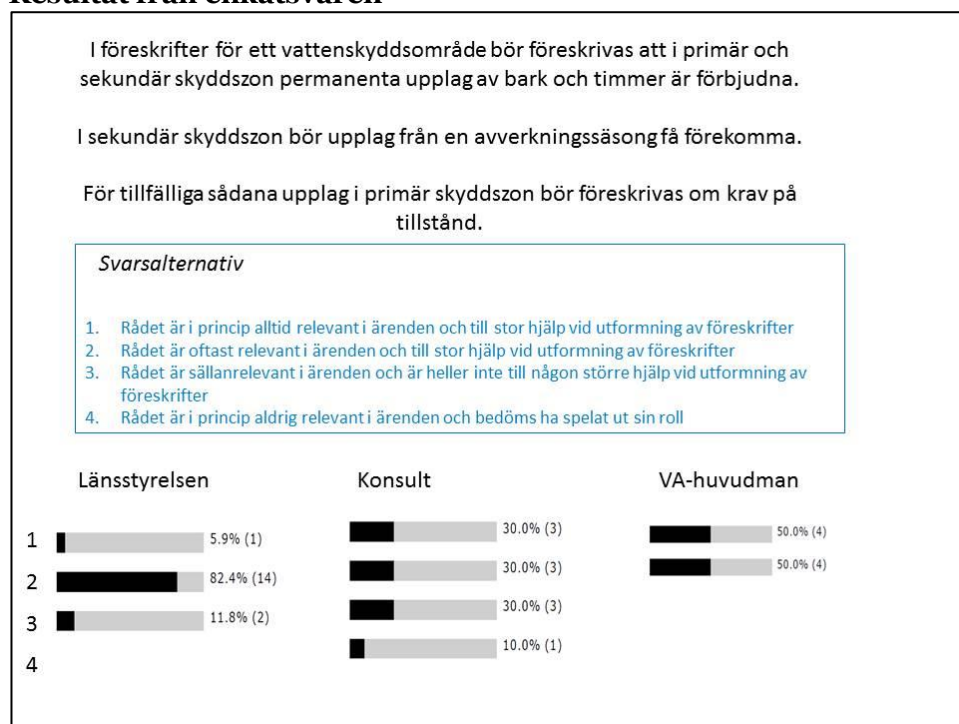 Resultat från enkätsvaren
I föreskrifter för ett vattenskyddsområde bör föreskrivas att i primär och
sekundär skyddszon permanenta upplag av bark och timmer är förbjudna.
I sekundär skyddszon bör upplag från en avverkningssäsong få förekomma.
För tillfälliga sådana upplag i primär skyddszon bör föreskrivas om krav på
tillstånd.
Svarsalternativ
1. Rådet är i princip alltid relevant i ärenden och till stor hjälp vid utformning av föreskrifter
2. Rådet är oftast relevant i ärenden och till stor hjälp vid utformning av föreskrifter
3. Rådet är sällanrelevant i ärenden och är heller inte till någon större hjälp vid utformning av
föreskrifter
4. Rådet är i princip aldrig relevant i ärenden och bedöms ha spelat ut sin roll
Länsstyrelsen Konsult VA-huvudman
1 5.9% (1) 30.0% (3) 50.0% (4)
2 82.4% (14) 30.0% (3) 50.0% (4)
3 11.8% (2) 30.0% (3)
4 10.0% (1)